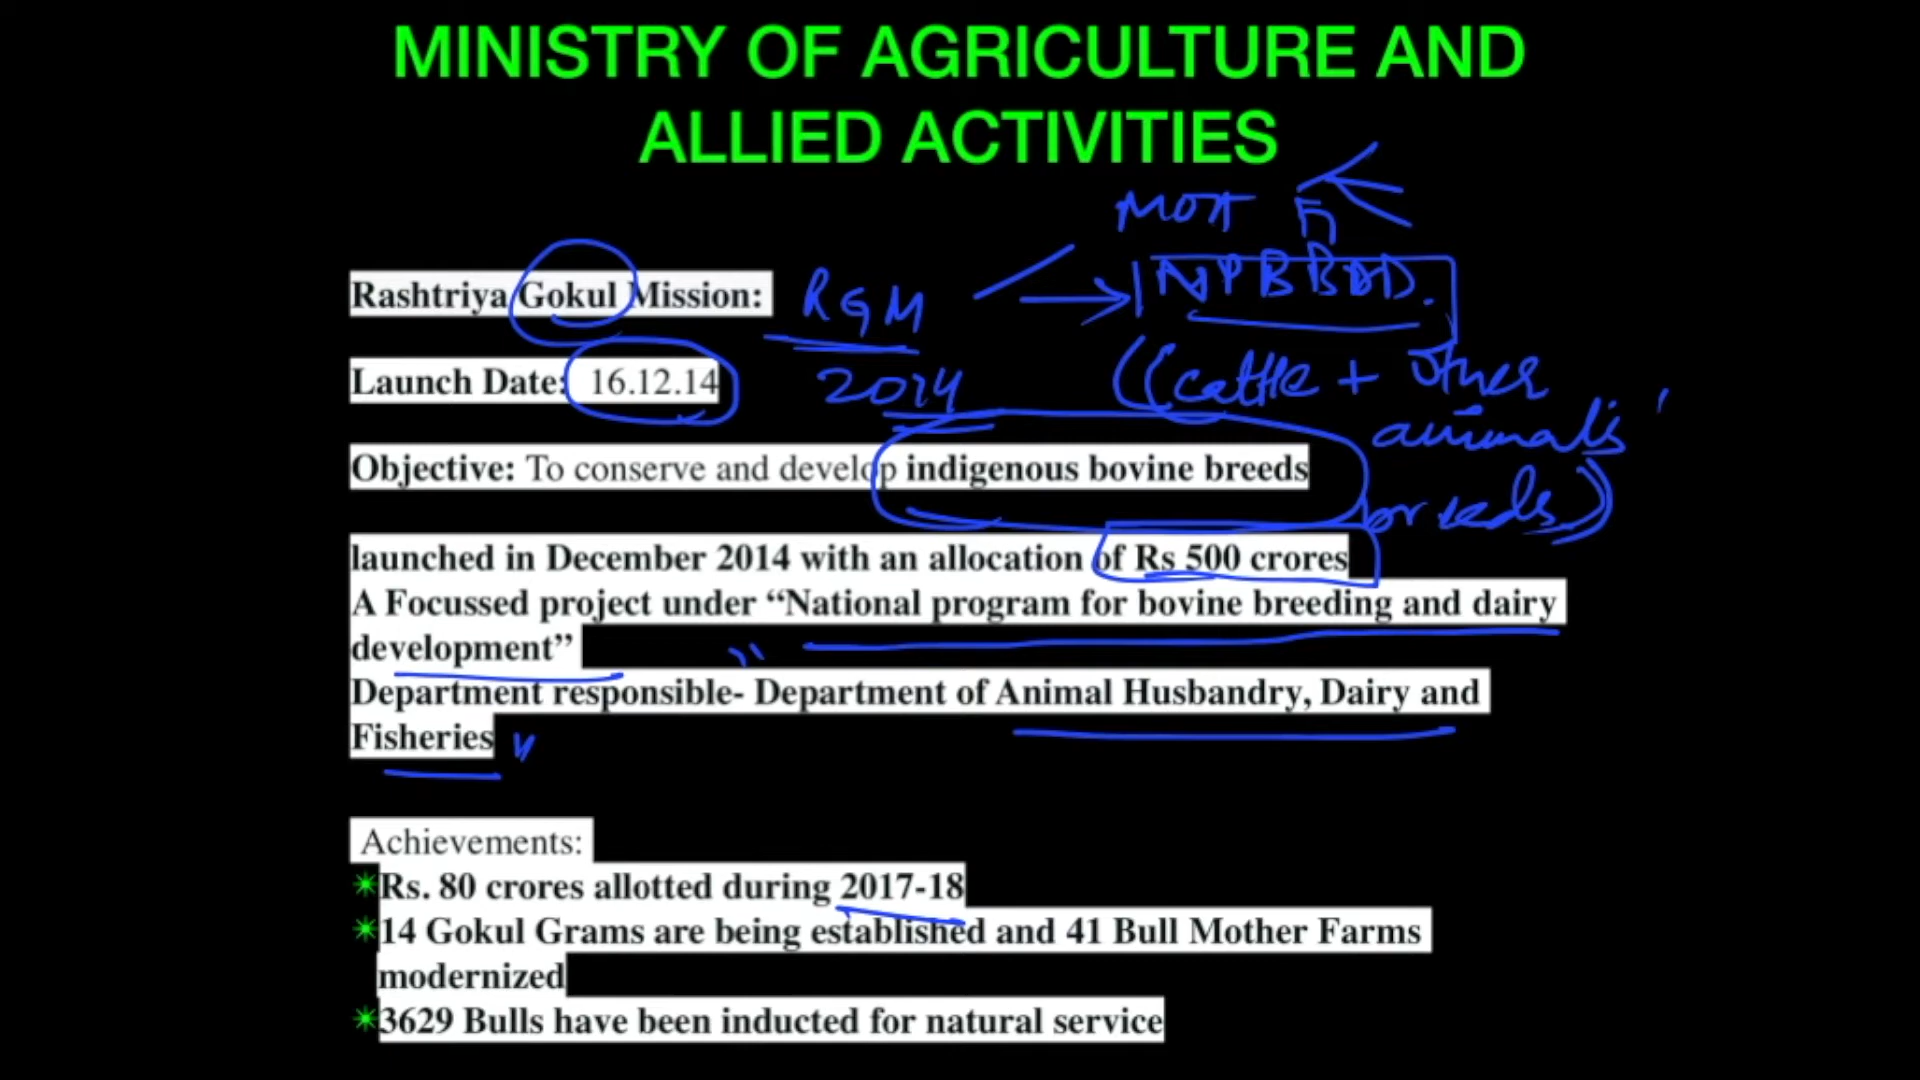 MINISTRY OF AGRICULTURE AND
ALLIED ACTIVITIES
Rashtriya Gokul Mission:
RGM
NPBBDD.
Launch Date: 16.12.14
2014
(cattle + other
animals
breeds)
Objective: To conserve and develop indigenous bovine breeds
launched in December 2014 with an allocation of Rs 500 crores
A Focussed project under “National program for bovine breeding and dairy
development”
Department responsible- Department of Animal Husbandry, Dairy and
Fisheries
Achievements:
Rs. 80 crores allotted during 2017-18
14 Gokul Grams are being established and 41 Bull Mother Farms
modernized
3629 Bulls have been inducted for natural service